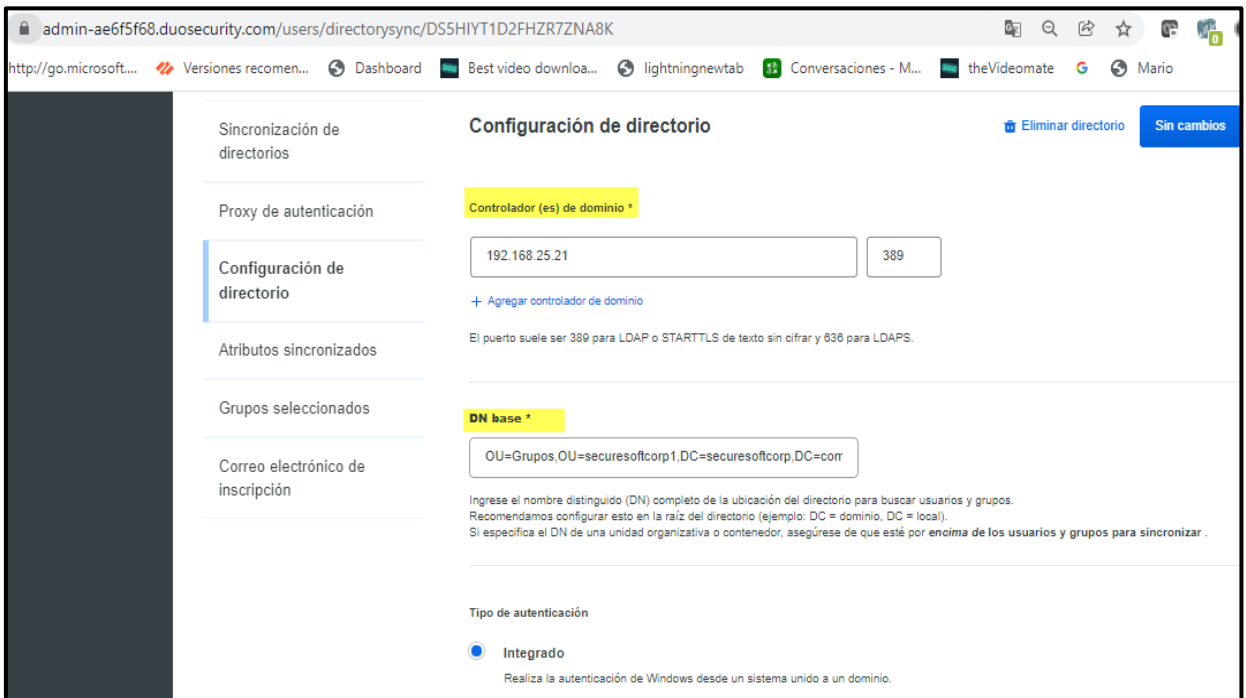 admin-ae6f5f68.duosecurity.com/users/directorysync/DS5HIYT1D2FHZR7ZNA8K
http://go.microsoft.... Versiones recomen... Dashboard Best video downloa... lightningnewtab Conversaciones - M... theVideomate Mario
0
Sincronización de
directorios
Proxy de autenticación
Configuración de
directorio
Atributos sincronizados
Grupos seleccionados
Correo electrónico de
inscripción
Configuración de directorio
Eliminar directorio
Sin cambios
Controlador (es) de dominio *
192.168.25.21
389
+ Agregar controlador de dominio
El puerto suele ser 389 para LDAP o STARTTLS de texto sin cifrar y 636 para LDAPS.
DN base *
OU=Grupos,OU=securesoftcorp1,DC=securesoftcorp,DC=com
Ingrese el nombre distinguido (DN) completo de la ubicación del directorio para buscar usuarios y grupos.
Recomendamos configurar esto en la raíz del directorio (ejemplo: DC = dominio, DC = local).
Si especifica el DN de una unidad organizativa o contenedor, asegúrese de que esté por encima de los usuarios y grupos para sincronizar .
Tipo de autenticación
Integrado
Realiza la autenticación de Windows desde un sistema unido a un dominio.